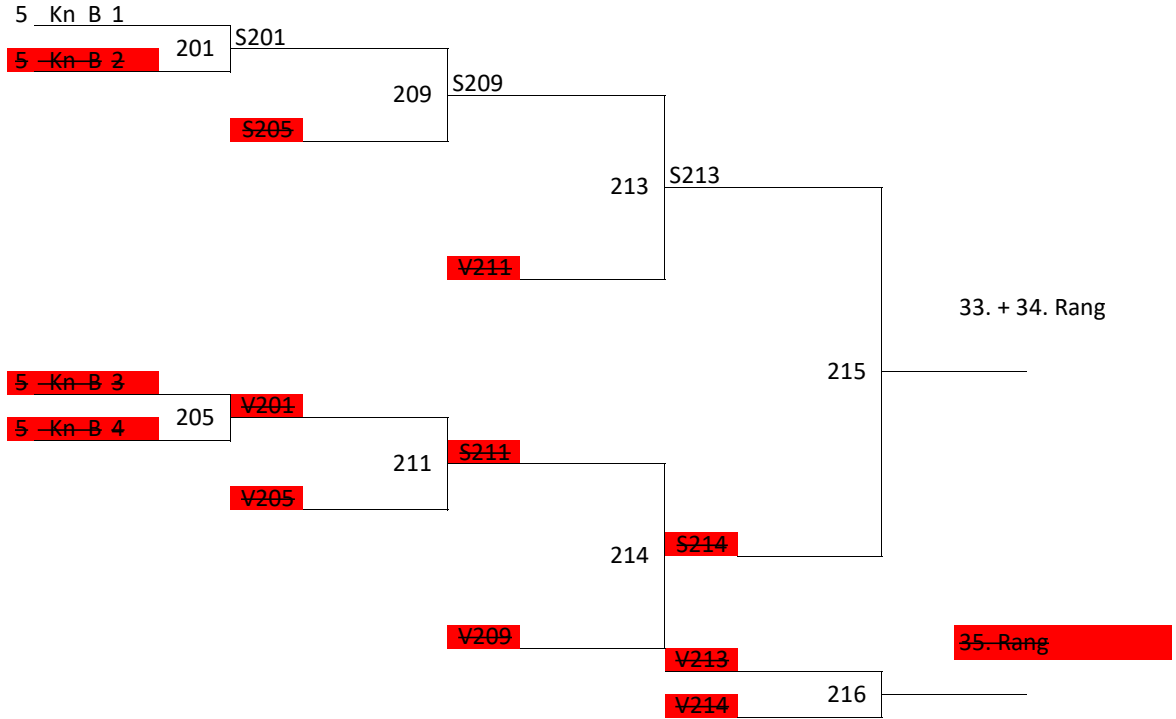 5 Kn B 1
201 S201
5 Kn B 2
209 S209
S205
213 S213
V211
33. + 34. Rang
215
5 Kn B 3
205 V201
5 Kn B 4
211 S211
V205
214 S214
V209
35. Rang
V213
216
V214